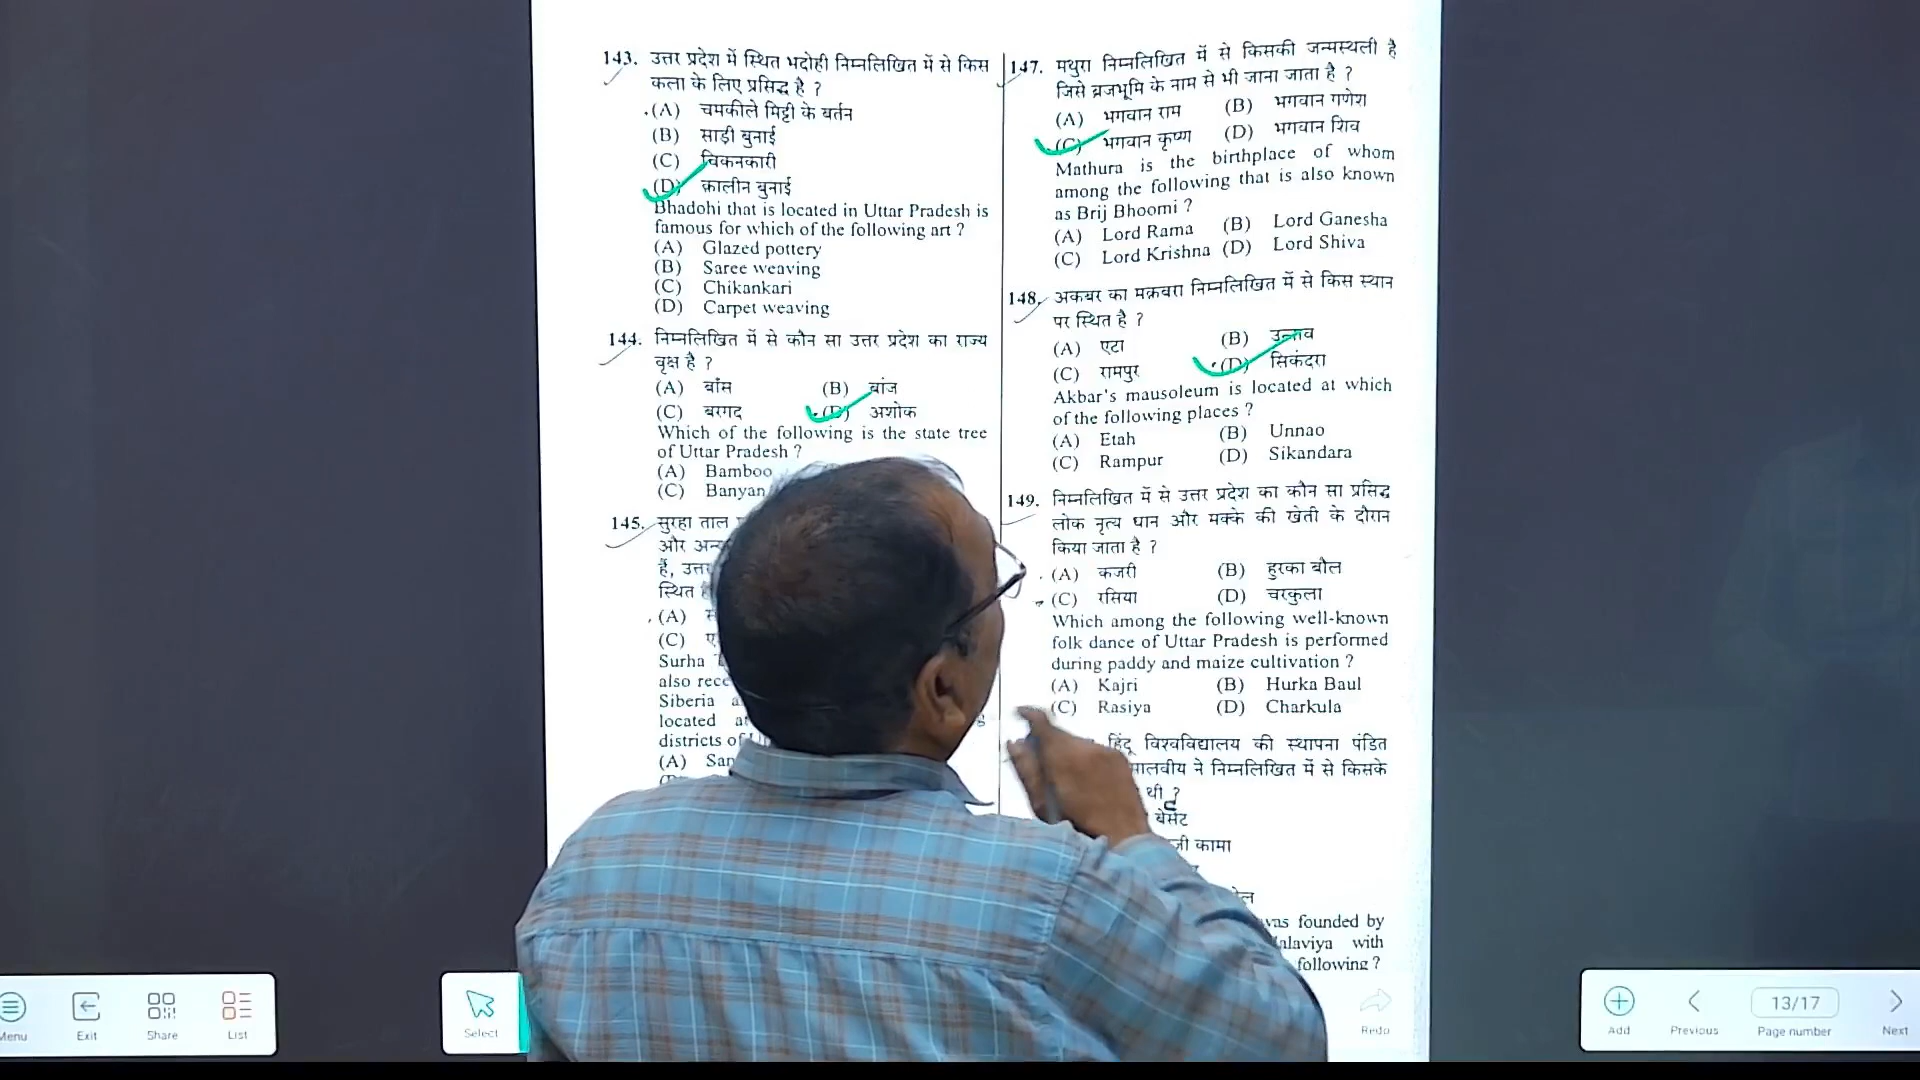 143. उत्तर प्रदेश में स्थित भदोही निम्नलिखित में से किस
कला के लिए प्रसिद्ध है ?
(A) चमकीले मिट्टी के बर्तन
(B) साड़ी बुनाई
(C) चिकनकारी
(D) क़ालीन बुनाई
Bhadohi that is located in Uttar Pradesh is
famous for which of the following art ?
(A) Glazed pottery
(B) Saree weaving
(C) Chikankari
(D) Carpet weaving
144. निम्नलिखित में से कौन सा उत्तर प्रदेश का राज्य
वृक्ष है ?
(A) बाँस (B) बांज
(C) बरगद (D) अशोक
Which of the following is the state tree
of Uttar Pradesh ?
(A) Bamboo
(C) Banyan
145. सुरहा ताल
और
हैं,
स्थित
(A)
(C)
Surha
also
Siberia
located
districts of
(A)
147. मथुरा निम्नलिखित में से किसकी जन्मस्थली है
जिसे ब्रजभूमि के नाम से भी जाना जाता है ?
(A) भगवान राम (B) भगवान गणेश
(C) भगवान कृष्ण (D) भगवान शिव
Mathura is the birthplace of whom
among the following that is also known
as Brij Bhoomi ?
(A) Lord Rama (B) Lord Ganesha
(C) Lord Krishna (D) Lord Shiva
148. अकबर का मक़बरा निम्नलिखित में से किस स्थान
पर स्थित है ?
(A) एटा (B) उन्नाव
(C) रामपुर (D) सिकंदरा
Akbar's mausoleum is located at which
of the following places ?
(A) Etah (B) Unnao
(C) Rampur (D) Sikandara
149. निम्नलिखित में से उत्तर प्रदेश का कौन सा प्रसिद्ध
लोक नृत्य धान और मक्के की खेती के दौरान
किया जाता है ?
(A) कजरी (B) हुरका बौल
(C) रसिया (D) चरकुला
Which among the following well-known
folk dance of Uttar Pradesh is performed
during paddy and maize cultivation ?
(A) Kajri (B) Hurka Baul
(C) Rasiya (D) Charkula
हिंदू विश्वविद्यालय की स्थापना पंडित
मालवीय ने निम्नलिखित में से किसके
थी ?
बेसेंट
जी कामा
was founded by
with
following ?
Menu
Exit
Share
List
Select
Redo
Add
Previous
13/17
Page number
Next